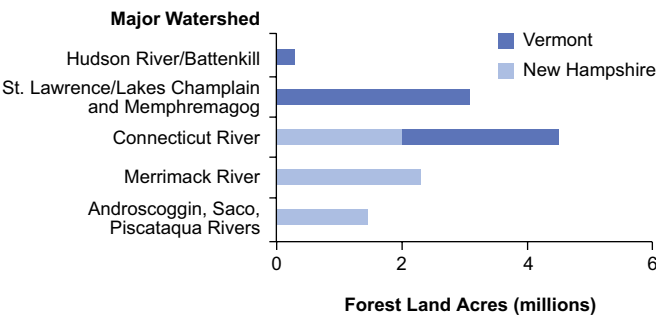 Major Watershed
Vermont
New Hampshire
Hudson River/Battenkill
St. Lawrence/Lakes Champlain
and Memphremagog
Connecticut River
Merrimack River
Androscoggin, Saco,
Piscataqua Rivers
0 2 4 6
Forest Land Acres (millions)